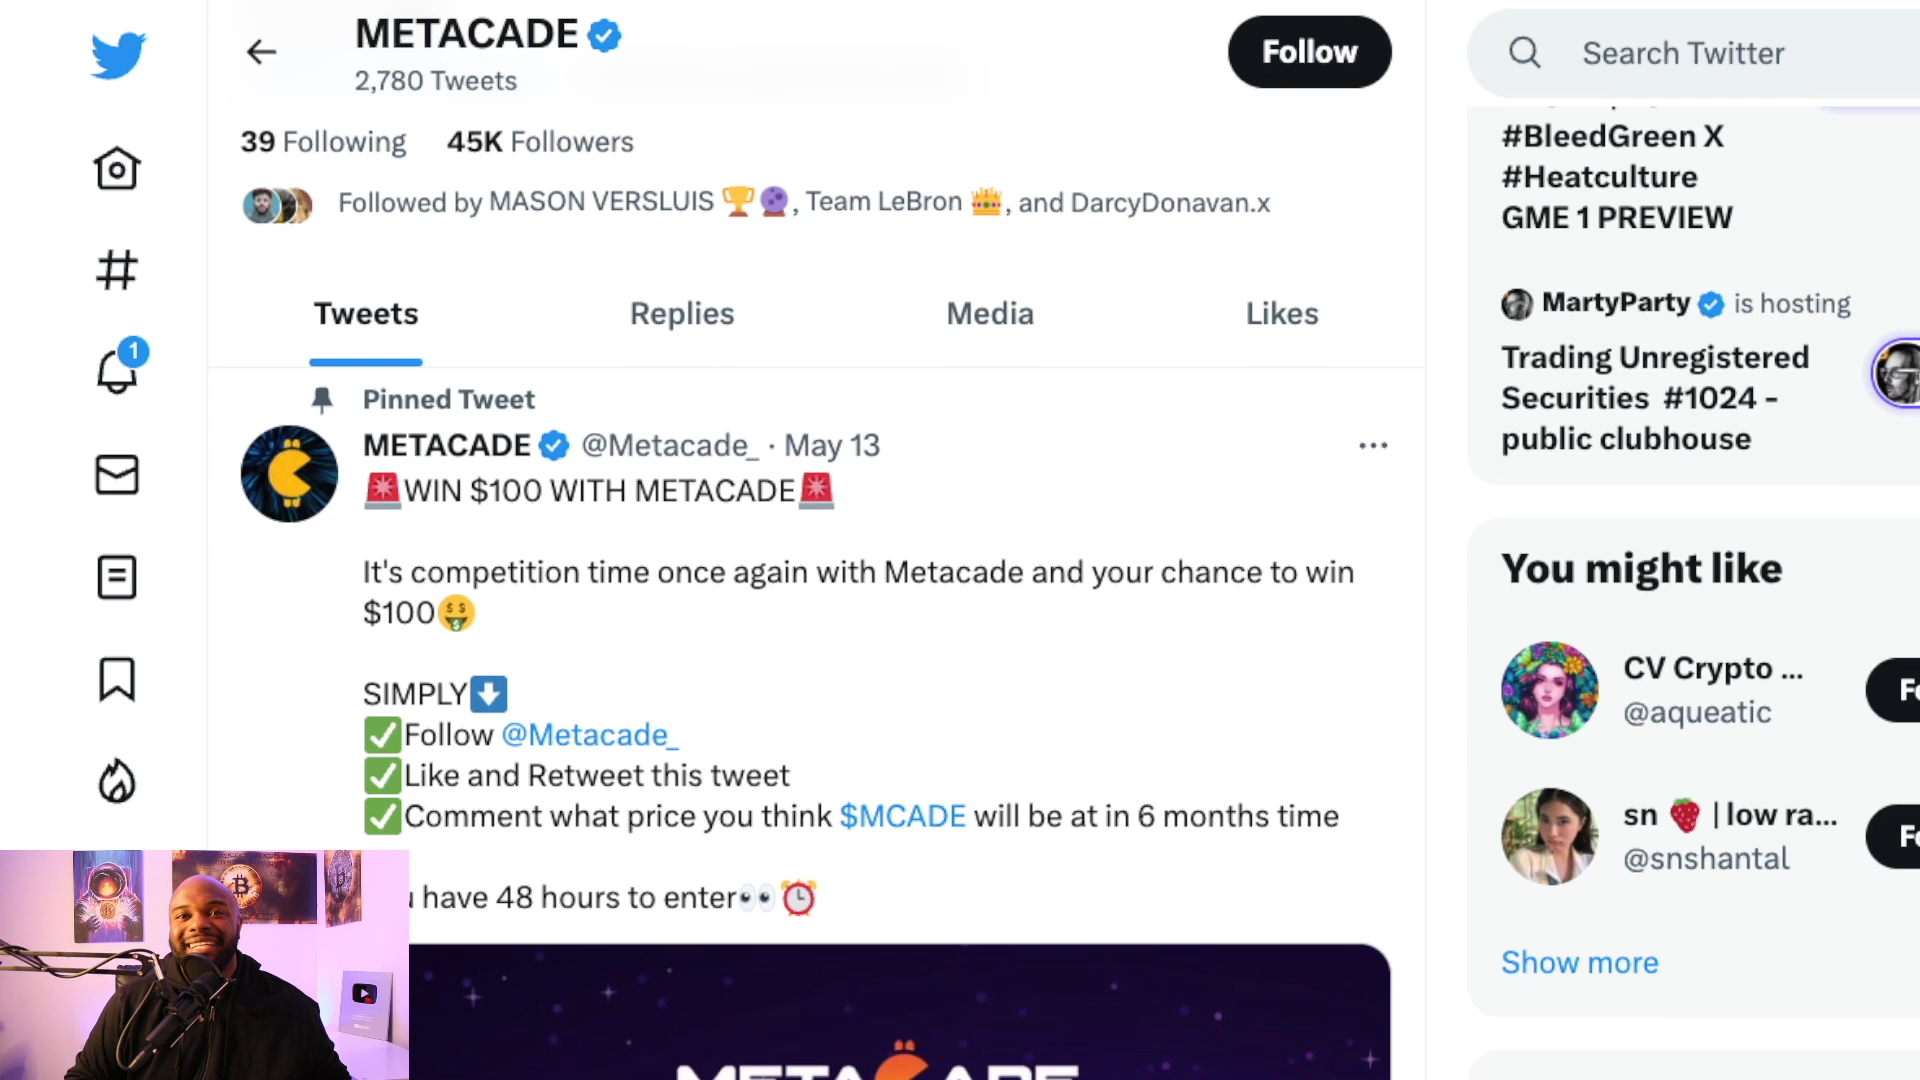 METACADE
2,780 Tweets
Follow
39 Following 45K Followers
Followed by MASON VERSLUIS 🏆🔮, Team LeBron 👑, and DarcyDonavan.x
Tweets Replies Media Likes
1
Pinned Tweet
METACADE @Metacade_ · May 13
🚨WIN $100 WITH METACADE🚨
It's competition time once again with Metacade and your chance to win
$100🤑
SIMPLY⬇️
✅Follow @Metacade_
✅Like and Retweet this tweet
✅Comment what price you think $MCADE will be at in 6 months time
have 48 hours to enter👀⏰
METACADE
Search Twitter
#BleedGreen X
#Heatculture
GME 1 PREVIEW
MartyParty is hosting
Trading Unregistered
Securities #1024 -
public clubhouse
You might like
CV Crypto ...
@aqueatic
sn 🍓 | low ra...
@snshantal
Show more